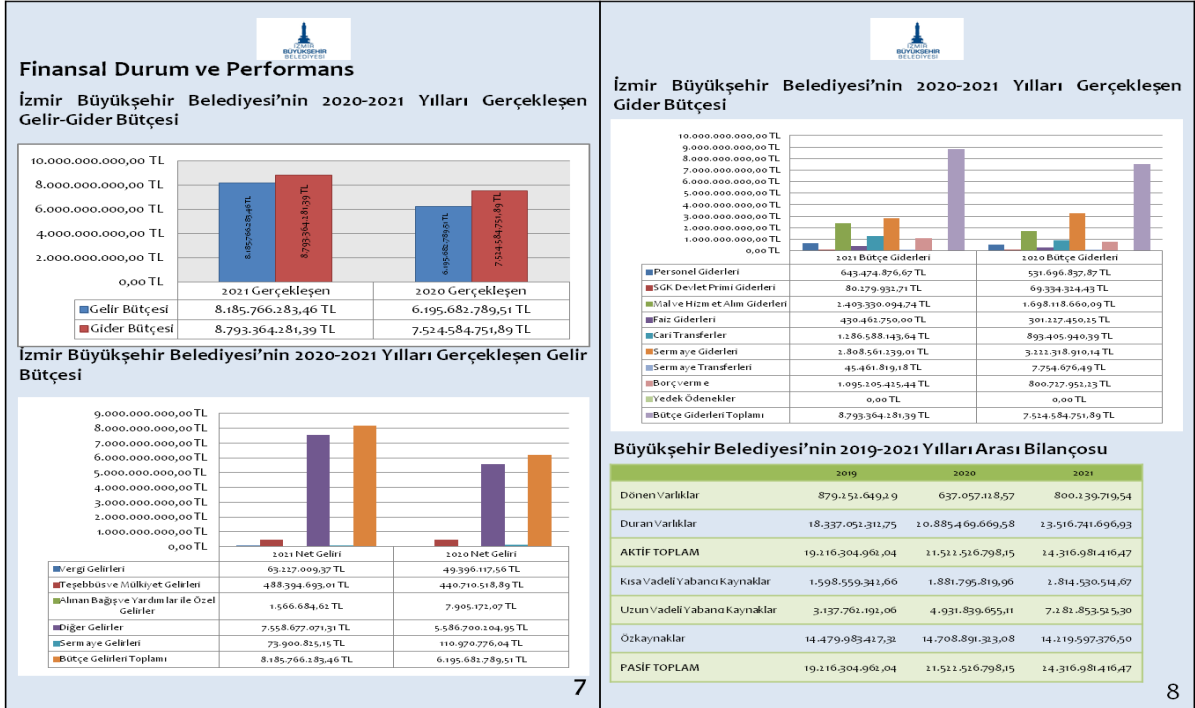 İZMİR
BÜYÜKŞEHİR
BELEDİYESİ
Finansal Durum ve Performans
İzmir Büyükşehir Belediyesi'nin 2020-2021 Yılları Gerçekleşen
Gelir-Gider Bütçesi
10.000.000.000,00 TL
8.000.000.000,00 TL
6.000.000.000,00 TL
4.000.000.000,00 TL
2.000.000.000,00 TL
0,00 TL
8.185.766.283,46 TL
8.793.364.281,39 TL
6.195.682.789,51 TL
7.524.584.751,89 TL
2021 Gerçekleşen 2020 Gerçekleşen
Gelir Bütçesi 8.185.766.283,46 TL 6.195.682.789,51 TL
Gider Bütçesi 8.793.364.281,39 TL 7.524.584.751,89 TL
İzmir Büyükşehir Belediyesi'nin 2020-2021 Yılları Gerçekleşen Gelir
Bütçesi
9.000.000.000,00 TL
8.000.000.000,00 TL
7.000.000.000,00 TL
6.000.000.000,00 TL
5.000.000.000,00 TL
4.000.000.000,00 TL
3.000.000.000,00 TL
2.000.000.000,00 TL
1.000.000.000,00 TL
0,00 TL
2021 Net Geliri 2020 Net Geliri
Vergi Gelirleri 63.227.009,37 TL 49.396.117,56 TL
Teşebbüs ve Mülkiyet Gelirleri 488.394.693,01 TL 440.710.518,89 TL
Alınan Bağış ve Yardımlar ile Özel
Gelirler 1.566.684,62 TL 7.905.172,07 TL
Diğer Gelirler 7.558.677.071,31 TL 5.586.700.204,95 TL
Sermaye Gelirleri 73.900.825,15 TL 110.970.776,04 TL
Bütçe Gelirleri Toplamı 8.185.766.283,46 TL 6.195.682.789,51 TL
7
İZMİR
BÜYÜKŞEHİR
BELEDİYESİ
İzmir Büyükşehir Belediyesi'nin 2020-2021 Yılları Gerçekleşen
Gider Bütçesi
10.000.000.000,00 TL
9.000.000.000,00 TL
8.000.000.000,00 TL
7.000.000.000,00 TL
6.000.000.000,00 TL
5.000.000.000,00 TL
4.000.000.000,00 TL
3.000.000.000,00 TL
2.000.000.000,00 TL
1.000.000.000,00 TL
0,00 TL
2021 Bütçe Giderleri 2020 Bütçe Giderleri
Personel Giderleri 643.474.876,67 TL 531.696.837,87 TL
SGK Devlet Primi Giderleri 80.279.932,71 TL 69.334.324,43 TL
Mal ve Hizmet Alım Giderleri 2.403.330.094,74 TL 1.698.118.660,09 TL
Faiz Giderleri 430.462.750,00 TL 301.227.450,25 TL
Cari Transferler 1.286.588.143,64 TL 893.405.940,39 TL
Sermaye Giderleri 2.808.561.239,01 TL 3.222.318.910,14 TL
Sermaye Transferleri 45.461.819,18 TL 7.754.676,49 TL
Borç verme 1.095.205.425,44 TL 800.727.952,23 TL
Yedek Ödenekler 0,00 TL 0,00 TL
Bütçe Giderleri Toplamı 8.793.364.281,39 TL 7.524.584.751,89 TL
Büyükşehir Belediyesi'nin 2019-2021 Yılları Arası Bilançosu
2019 2020 2021
Dönen Varlıklar 879.252.649,29 637.057.128,57 800.239.719,54
Duran Varlıklar 18.337.052.312,75 20.885.469.669,58 23.516.741.696,93
AKTİF TOPLAM 19.216.304.962,04 21.522.526.798,15 24.316.981.416,47
Kısa Vadeli Yabancı Kaynaklar 1.598.559.342,66 1.881.795.819,96 2.814.530.514,67
Uzun Vadeli Yabancı Kaynaklar 3.137.762.192,06 4.931.839.655,11 7.282.853.525,30
Özkaynaklar 14.479.983.427,32 14.708.891.323,08 14.219.597.376,50
PASİF TOPLAM 19.216.304.962,04 21.522.526.798,15 24.316.981.416,47
8